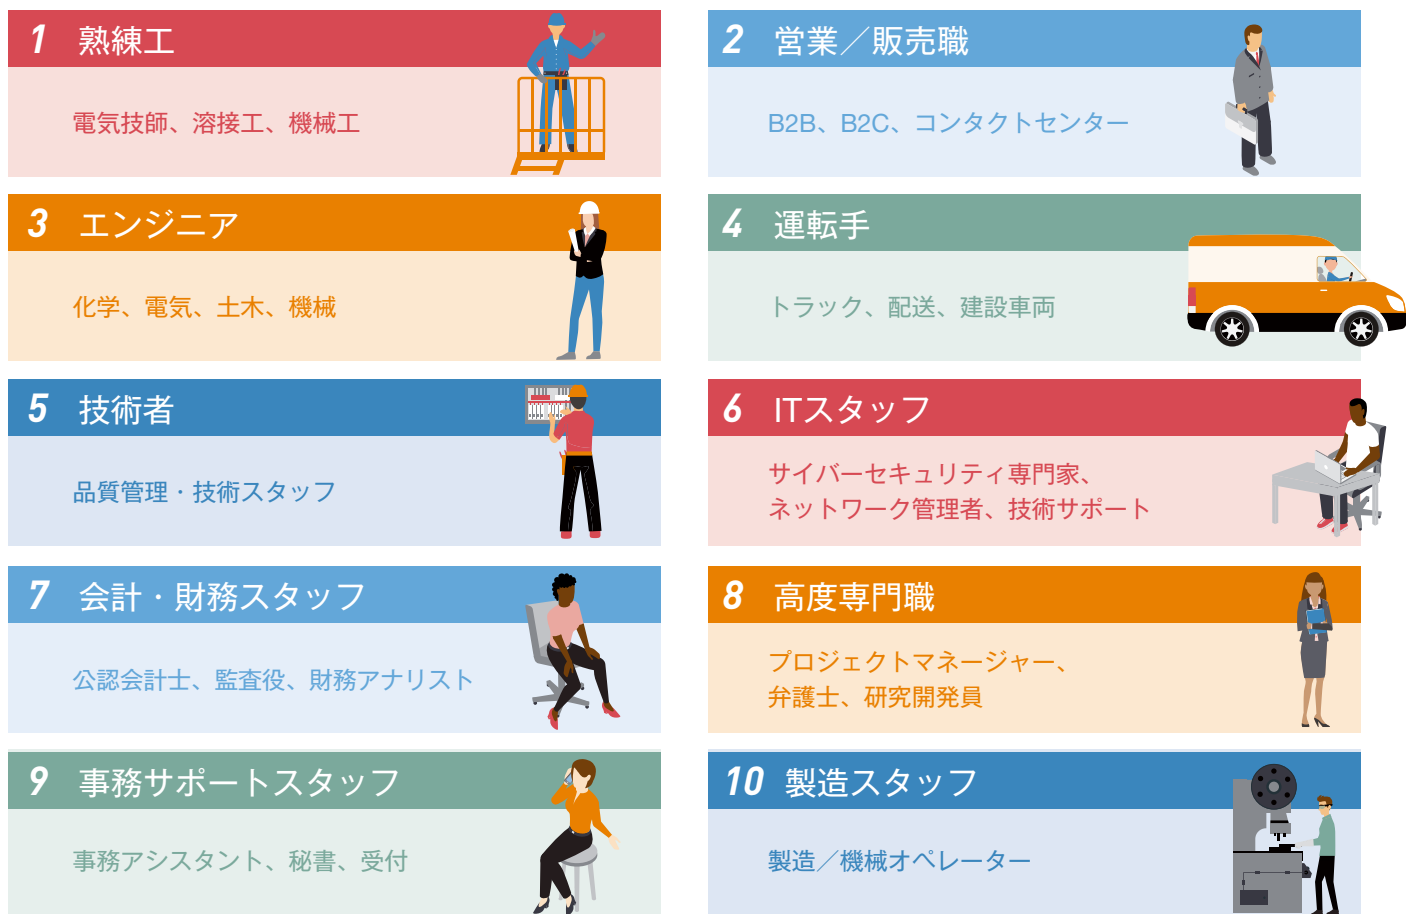 1 熟練工
電気技師、溶接工、機械工
2 営業／販売職
B2B、B2C、コンタクトセンター
3 エンジニア
化学、電気、土木、機械
4 運転手
トラック、配送、建設車両
5 技術者
品質管理・技術スタッフ
6 ITスタッフ
サイバーセキュリティ専門家、
ネットワーク管理者、技術サポート
7 会計・財務スタッフ
公認会計士、監査役、財務アナリスト
8 高度専門職
プロジェクトマネージャー、
弁護士、研究開発員
9 事務サポートスタッフ
事務アシスタント、秘書、受付
10 製造スタッフ
製造／機械オペレーター